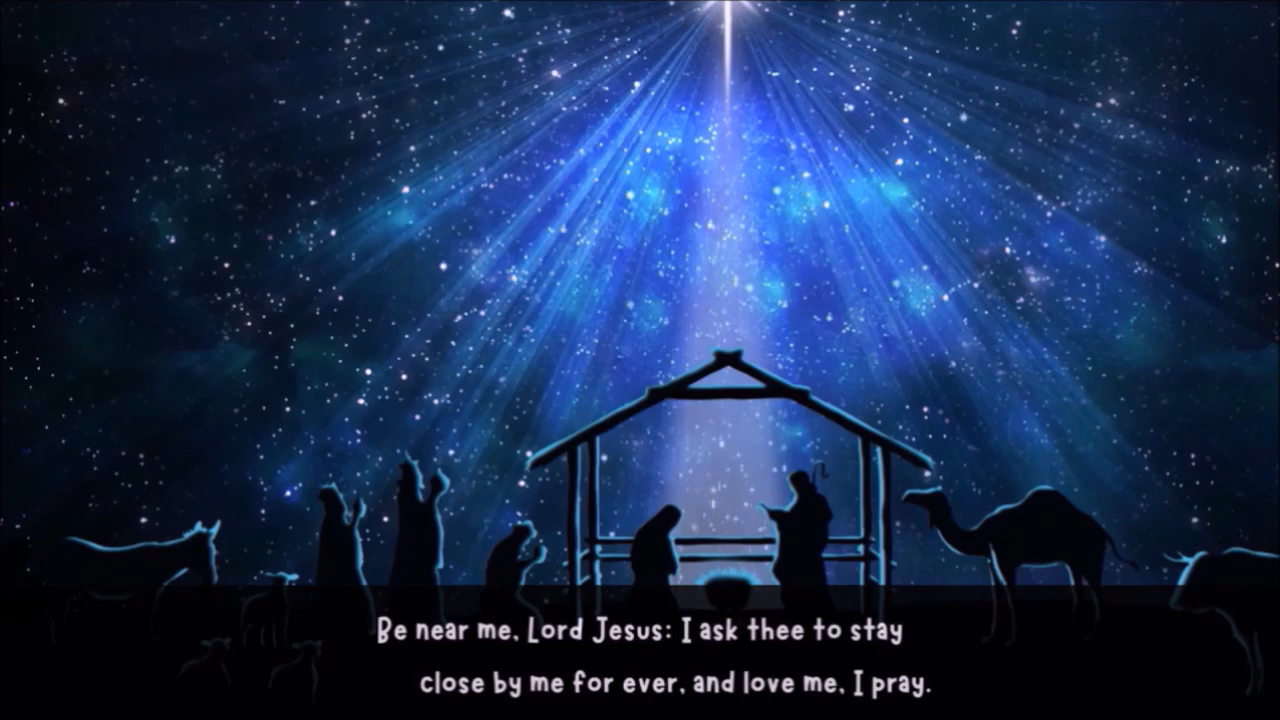 Be near me, Lord Jesus: I ask thee to stay
close by me for ever, and love me, I pray.